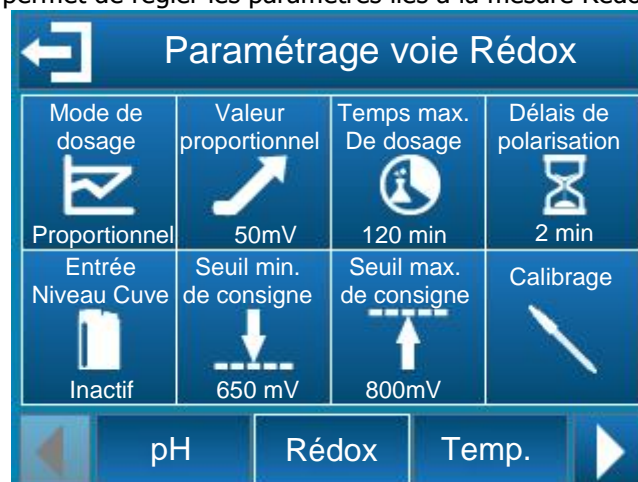 permet de régler les paramètres liés à la mesure Rédox
Paramétrage voie Rédox
Mode de
dosage
Proportionnel
Valeur
proportionnel
50mV
Temps max.
De dosage
120 min
Délais de
polarisation
2 min
Entrée
Niveau Cuve
Inactif
Seuil min.
de consigne
650 mV
Seuil max.
de consigne
800mV
Calibrage
pH
Rédox
Temp.